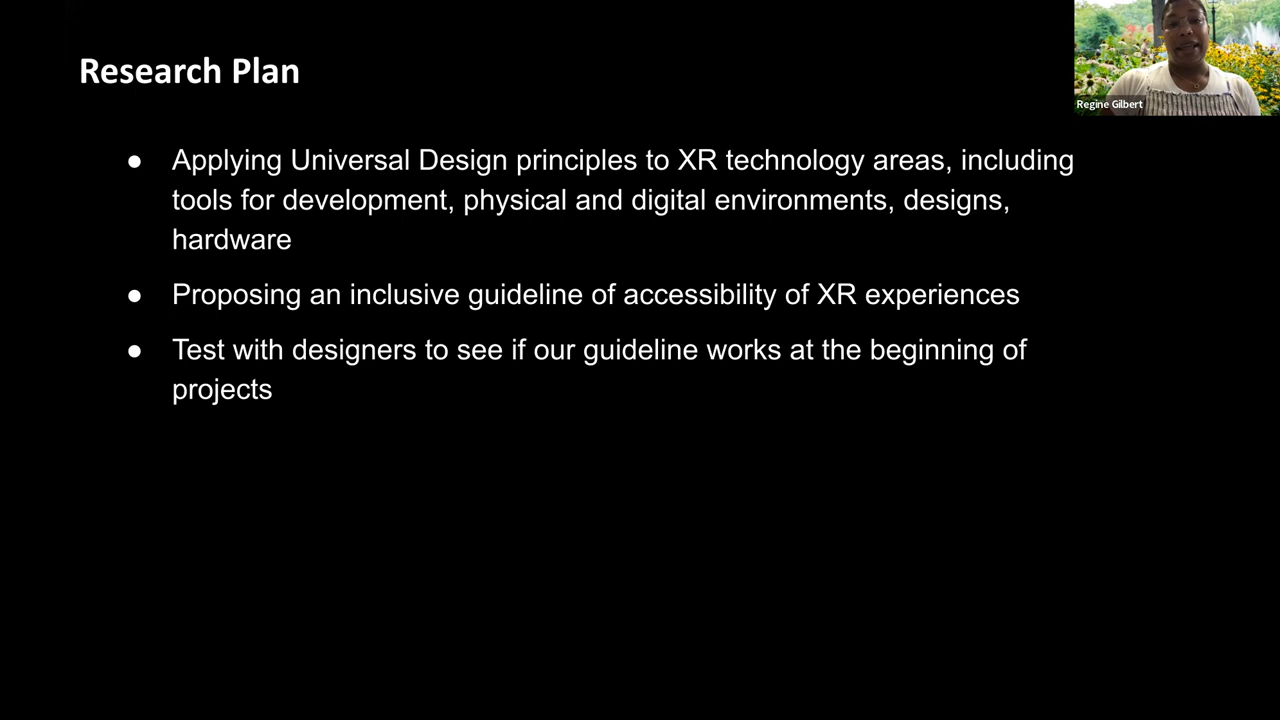 Research Plan
Regine Gilbert
● Applying Universal Design principles to XR technology areas, including
tools for development, physical and digital environments, designs,
hardware
● Proposing an inclusive guideline of accessibility of XR experiences
● Test with designers to see if our guideline works at the beginning of
projects